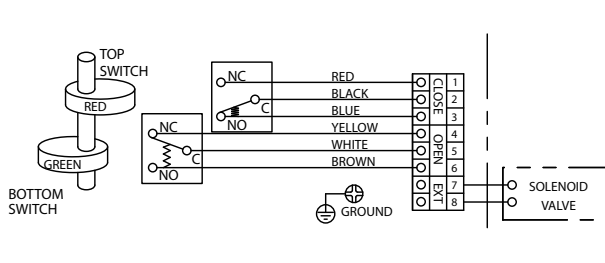 TOP
SWITCH
RED
GREEN
BOTTOM
SWITCH
NC
C
NO
NC
C
NO
RED
BLACK
BLUE
YELLOW
WHITE
BROWN
GROUND
CLOSE
OPEN
EXT
1
2
3
4
5
6
7
8
SOLENOID
VALVE